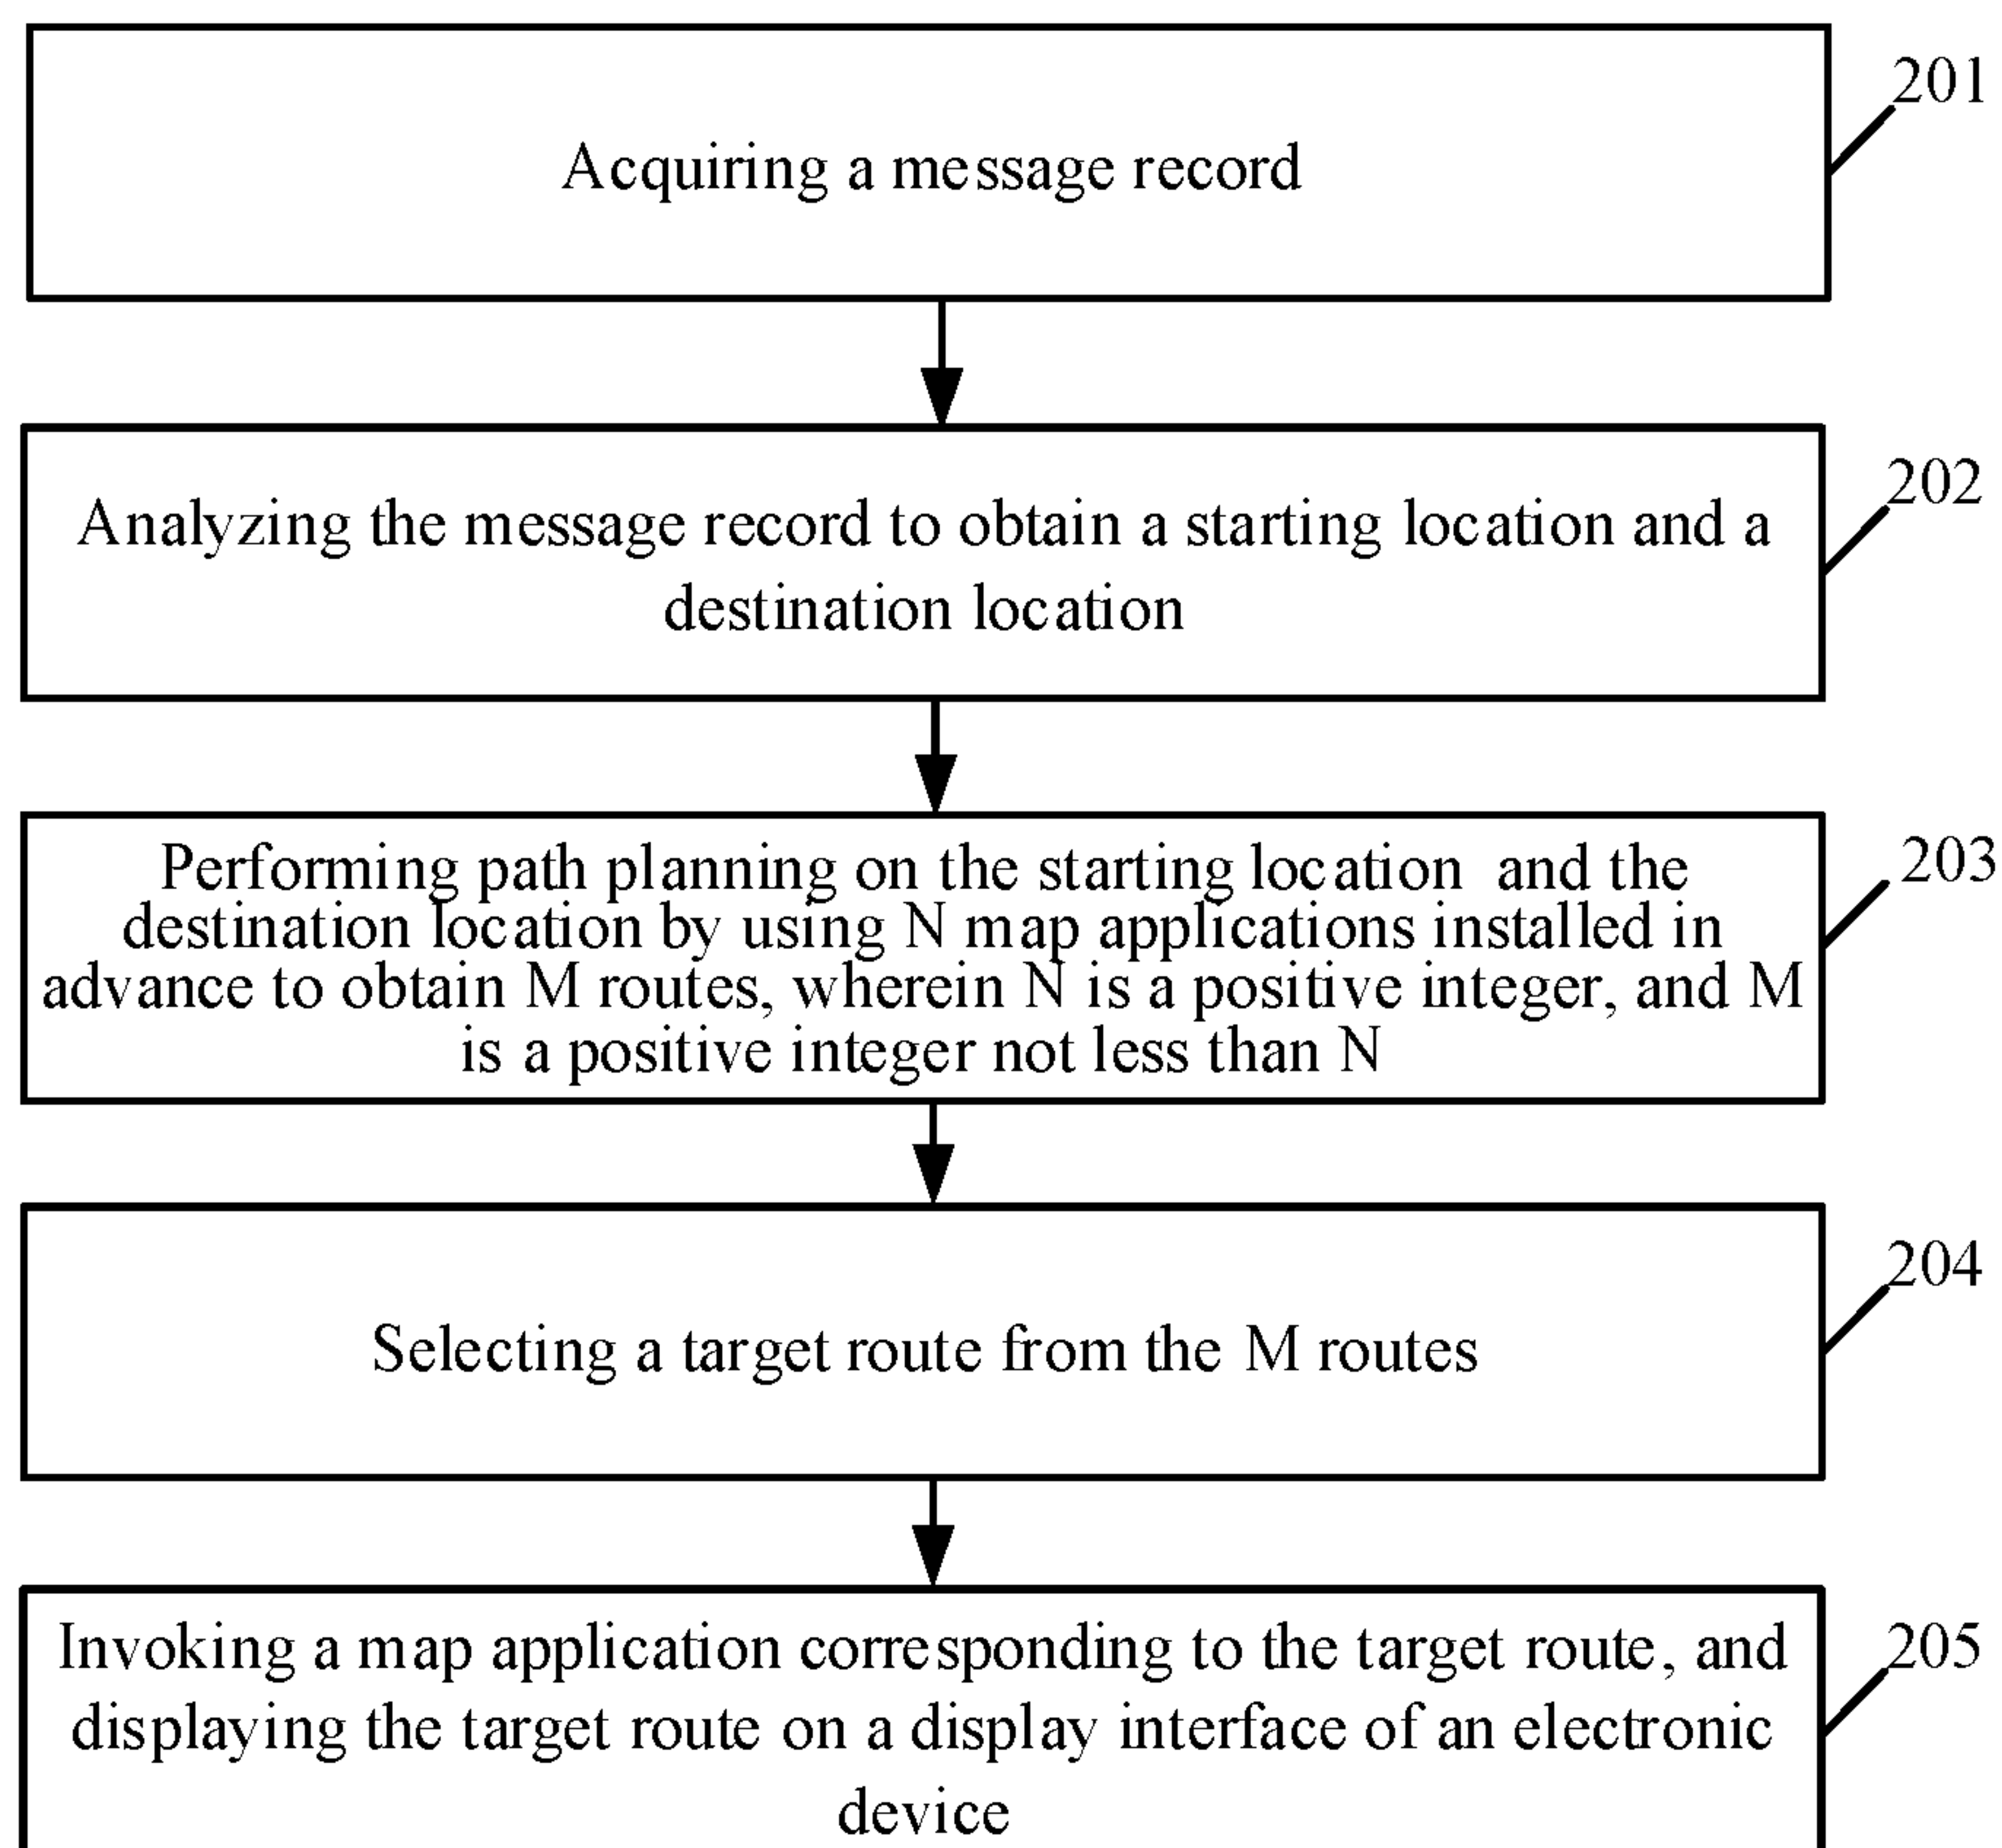 201
Acquiring a message record
202
Analyzing the message record to obtain a starting location and a
destination location
203
Performing path planning on the starting location and the
destination location by using N map applications installed in
advance to obtain M routes, wherein N is a positive integer, and M
is a positive integer not less than N
204
Selecting a target route from the M routes
205
Invoking a map application corresponding to the target route, and
displaying the target route on a display interface of an electronic
device